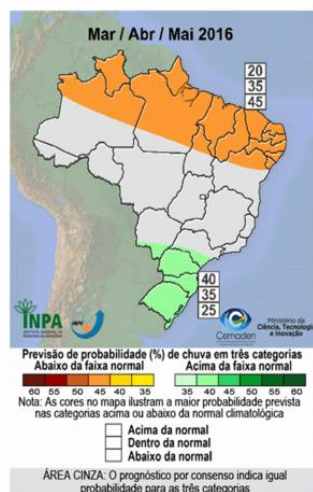 Mar / Abr / Mai 2016
20
35
45
40
35
25
INPA
INPE
Cemaden
Ministério da
Ciência, Tecnologia
e Inovação
Previsão de probabilidade (%) de chuva em três categorias
Abaixo da faixa normal Acima da faixa normal
60 55 50 45 40 35 35 40 45 50 55 60
Nota: As cores no mapa ilustram a maior probabilidade prevista
nas categorias acima ou abaixo da normal climatológica
Acima da normal
Dentro da normal
Abaixo da normal
ÁREA CINZA: O prognóstico por consenso indica igual
probabilidade para as três categorias